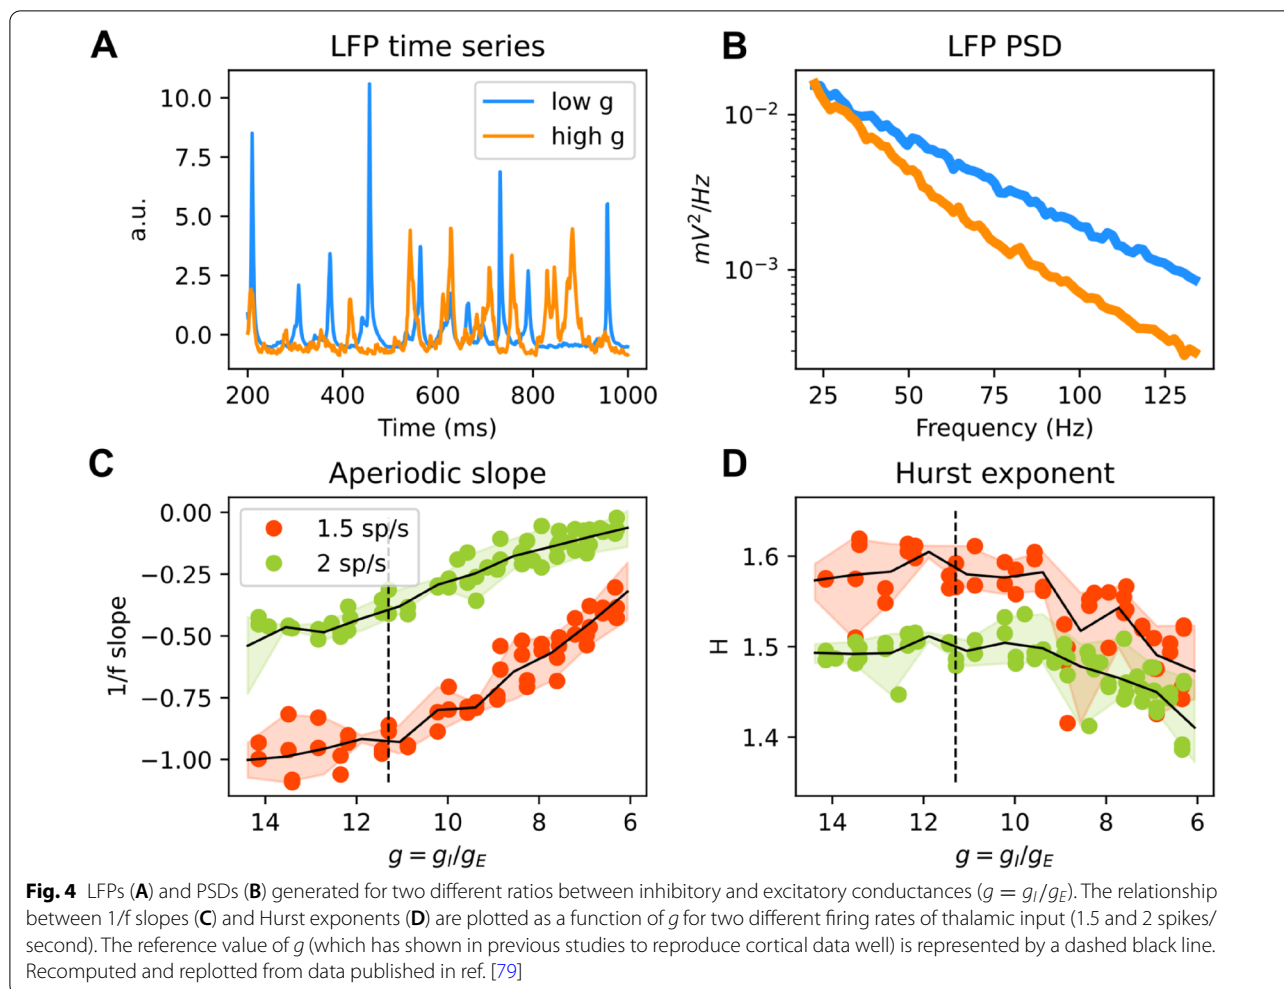 A
LFP time series
10.0
7.5
5.0
2.5
0.0
a.u.
low g
high g
200
400
600
800
1000
Time (ms)
B
LFP PSD
10⁻²
10⁻³
mV²/Hz
25
50
75
100
125
Frequency (Hz)
C
Aperiodic slope
0.00
−0.25
−0.50
−0.75
−1.00
1/f slope
1.5 sp/s
2 sp/s
14
12
10
8
6
g = g_I/g_E
D
Hurst exponent
1.6
1.5
1.4
H
14
12
10
8
6
g = g_I/g_E
Fig. 4 LFPs (A) and PSDs (B) generated for two different ratios between inhibitory and excitatory conductances (g = g_I/g_E). The relationship
between 1/f slopes (C) and Hurst exponents (D) are plotted as a function of g for two different firing rates of thalamic input (1.5 and 2 spikes/
second). The reference value of g (which has shown in previous studies to reproduce cortical data well) is represented by a dashed black line.
Recomputed and replotted from data published in ref. [79]